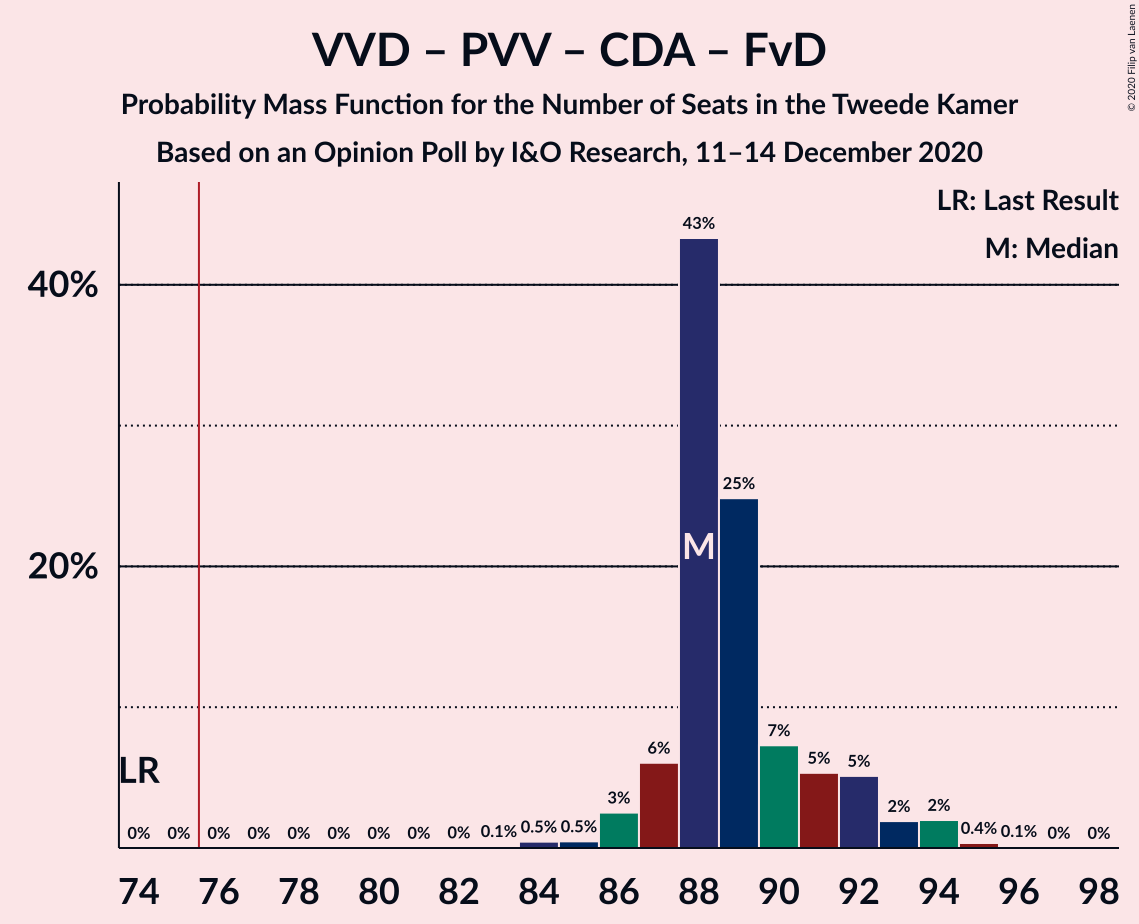 VVD – PVV – CDA – FvD
Probability Mass Function for the Number of Seats in the Tweede Kamer
Based on an Opinion Poll by I&O Research, 11–14 December 2020
© 2020 Filip van Laenen
LR: Last Result
M: Median
40%
20%
LR
M
0% 0% 0% 0% 0% 0% 0% 0% 0% 0.1% 0.5% 0.5% 3% 6% 43% 25% 7% 5% 5% 2% 2% 0.4% 0.1% 0% 0%
74 76 78 80 82 84 86 88 90 92 94 96 98